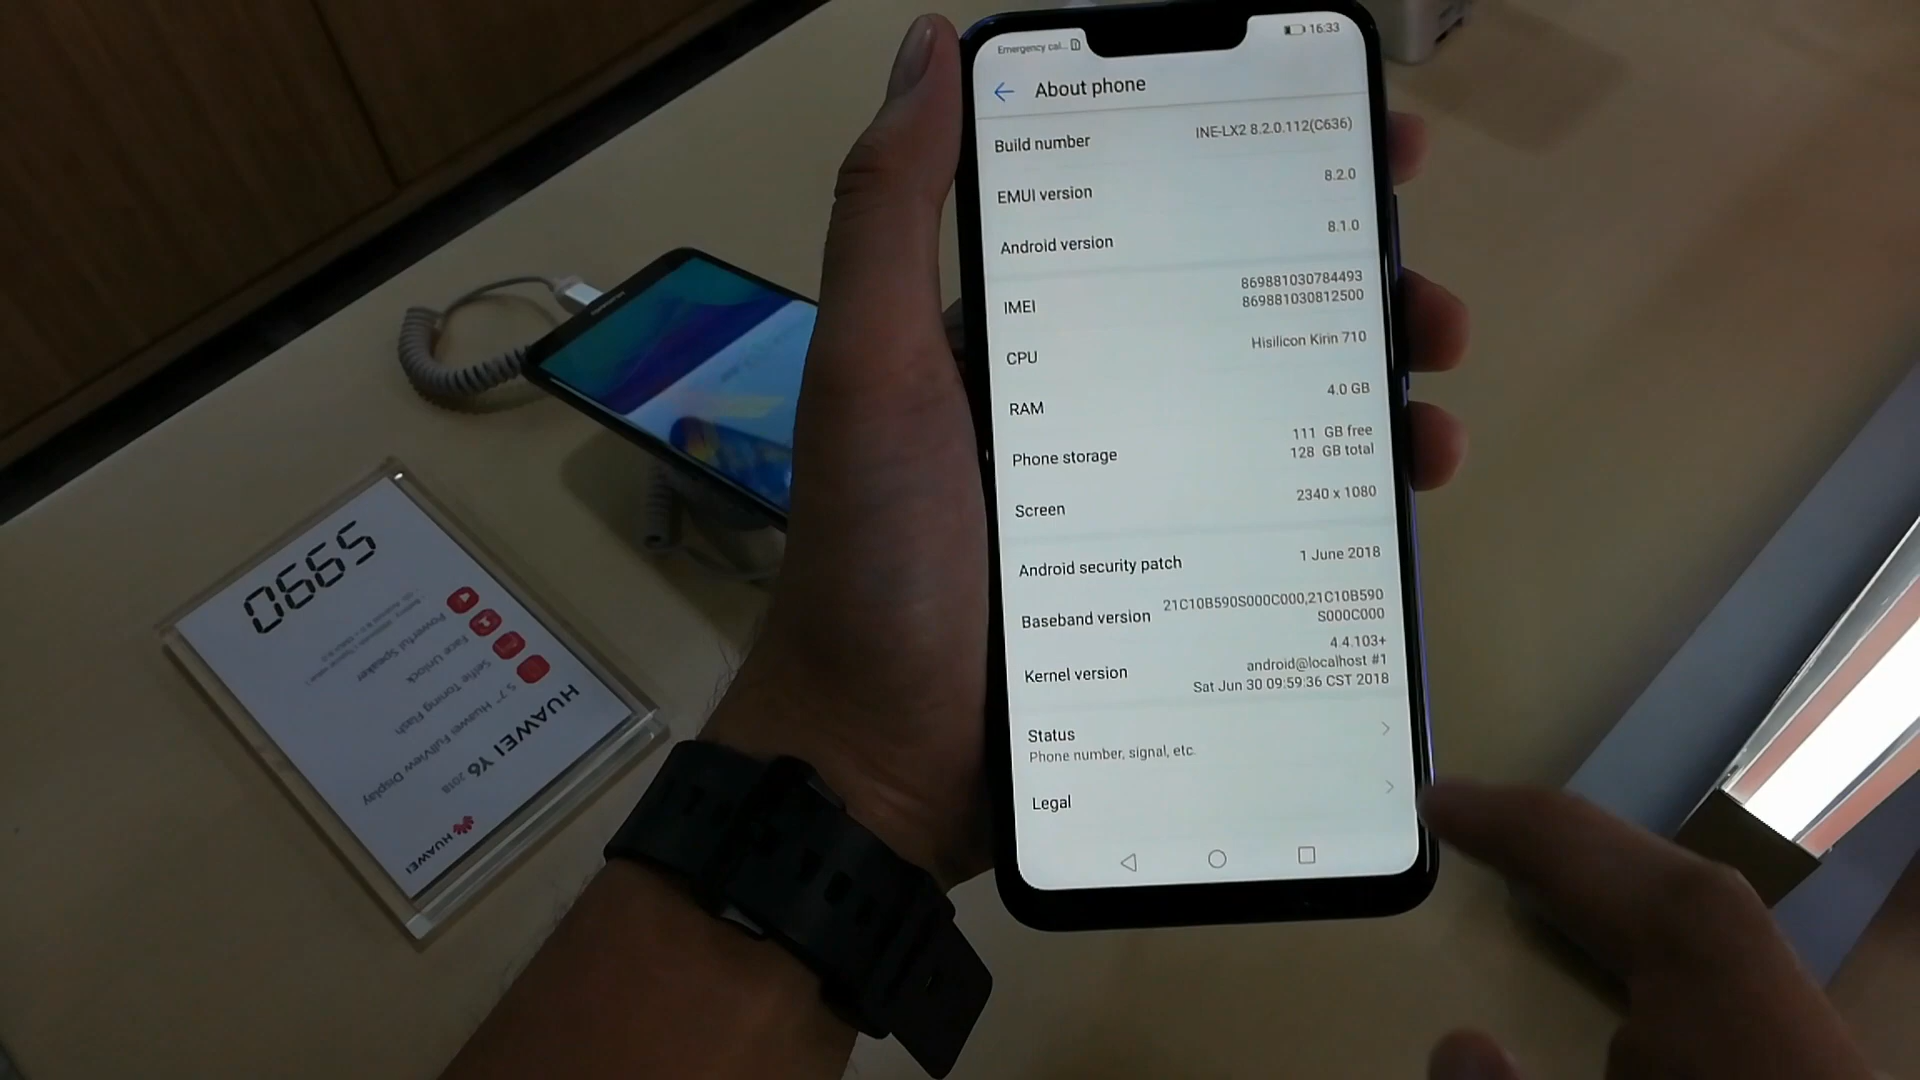 Emergency cal...
16:33
About phone
Build number
INE-LX2 8.2.0.112(C636)
EMUI version
8.2.0
Android version
8.1.0
IMEI
869881030784493
869881030812500
CPU
Hisilicon Kirin 710
RAM
4.0 GB
Phone storage
111 GB free
128 GB total
Screen
2340 x 1080
Android security patch
1 June 2018
Baseband version
21C10B590S000C000,21C10B590
S000C000
Kernel version
4.4.103+
android@localhost #1
Sat Jun 30 09:59:36 CST 2018
Status
Phone number, signal, etc.
Legal
HUAWEI
HUAWEI Y6 2018
5.7" Huawei FullView Display
Selfie Toning Flash
Face Unlock
Powerful Speaker
5990